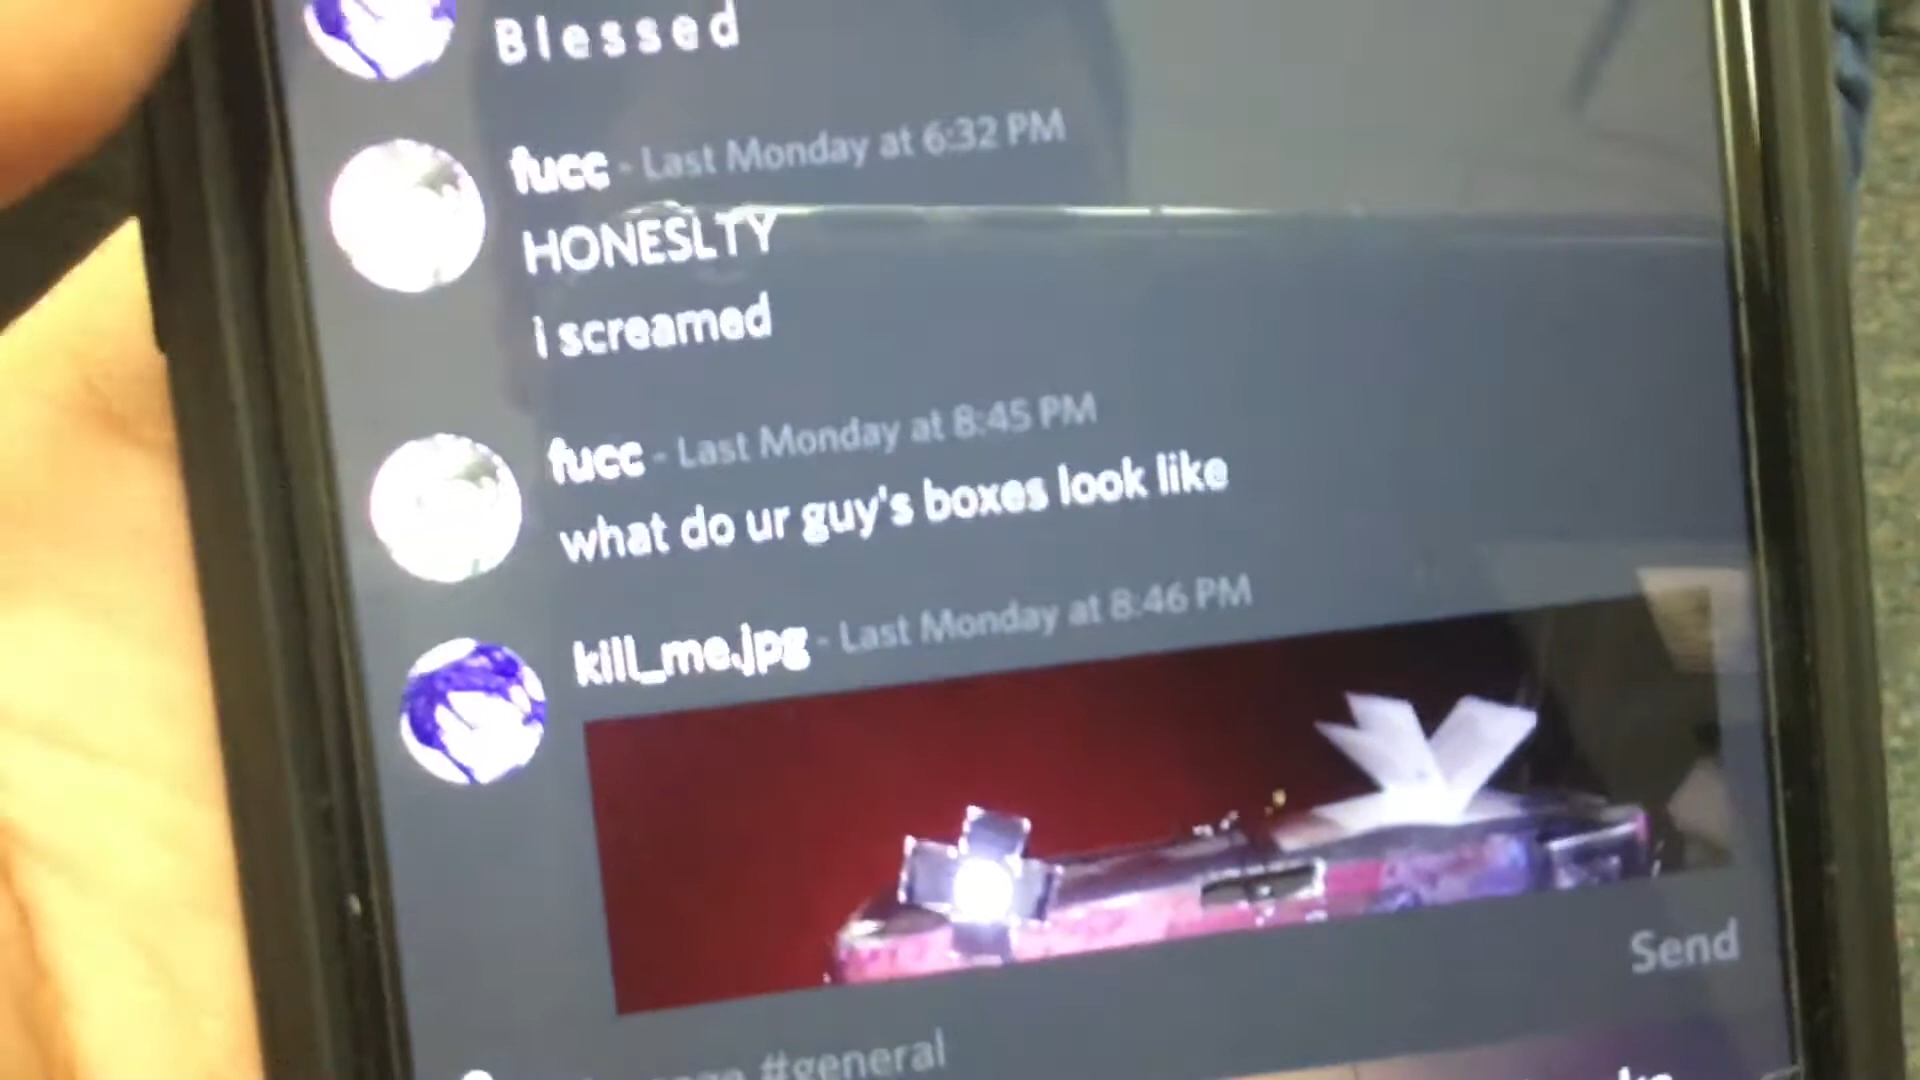 Blessed
fucc - Last Monday at 6:32 PM
HONESLTY
i screamed
fucc - Last Monday at 8:45 PM
what do ur guy's boxes look like
kill_me.jpg - Last Monday at 8:46 PM
Send
#general